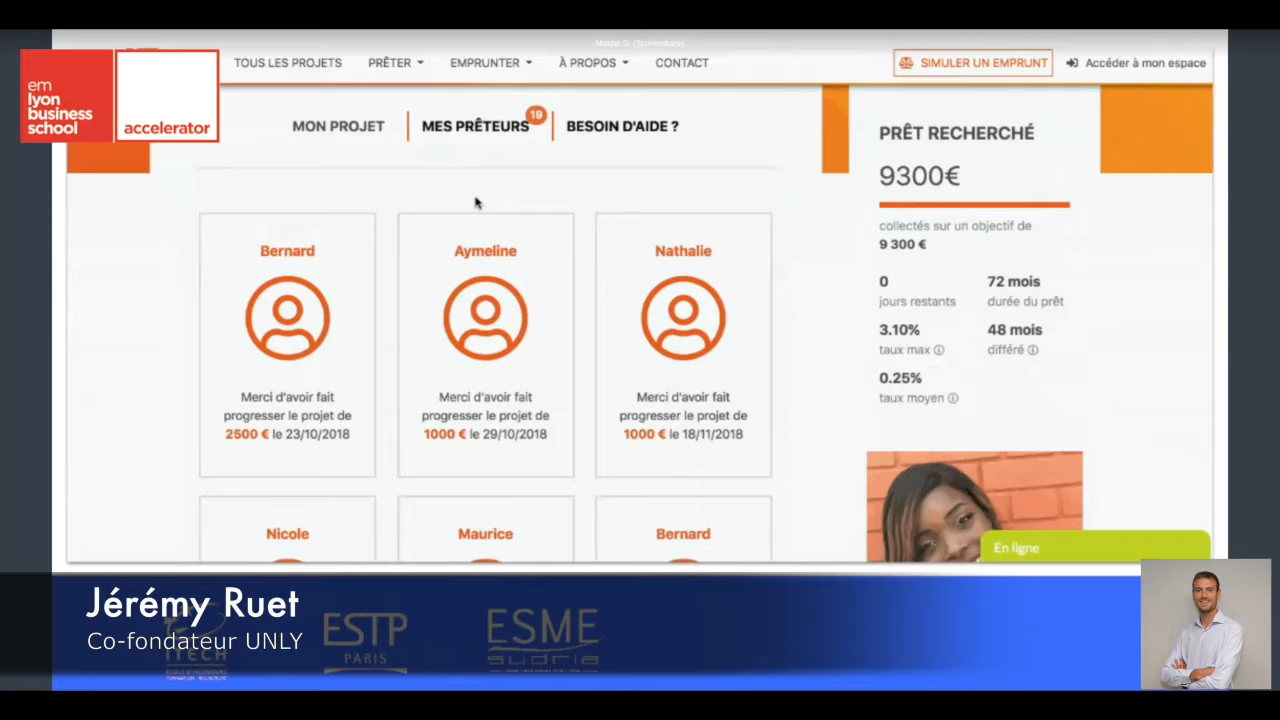 Marine G. (Screenshare)
em
lyon
business
school
accelerator
TOUS LES PROJETS
PRÊTER
EMPRUNTER
À PROPOS
CONTACT
SIMULER UN EMPRUNT
Accéder à mon espace
MON PROJET
MES PRÊTEURS
19
BESOIN D'AIDE ?
PRÊT RECHERCHÉ
9300€
collectés sur un objectif de
9 300 €
0
jours restants
72 mois
durée du prêt
3.10%
taux max
48 mois
différé
0.25%
taux moyen
Bernard
Merci d'avoir fait
progresser le projet de
2500 € le 23/10/2018
Aymeline
Merci d'avoir fait
progresser le projet de
1000 € le 29/10/2018
Nathalie
Merci d'avoir fait
progresser le projet de
1000 € le 18/11/2018
Nicole
Maurice
Bernard
En ligne
Jérémy Ruet
Co-fondateur UNLY
ITECH
ESTP
PARIS
ESME
sudria